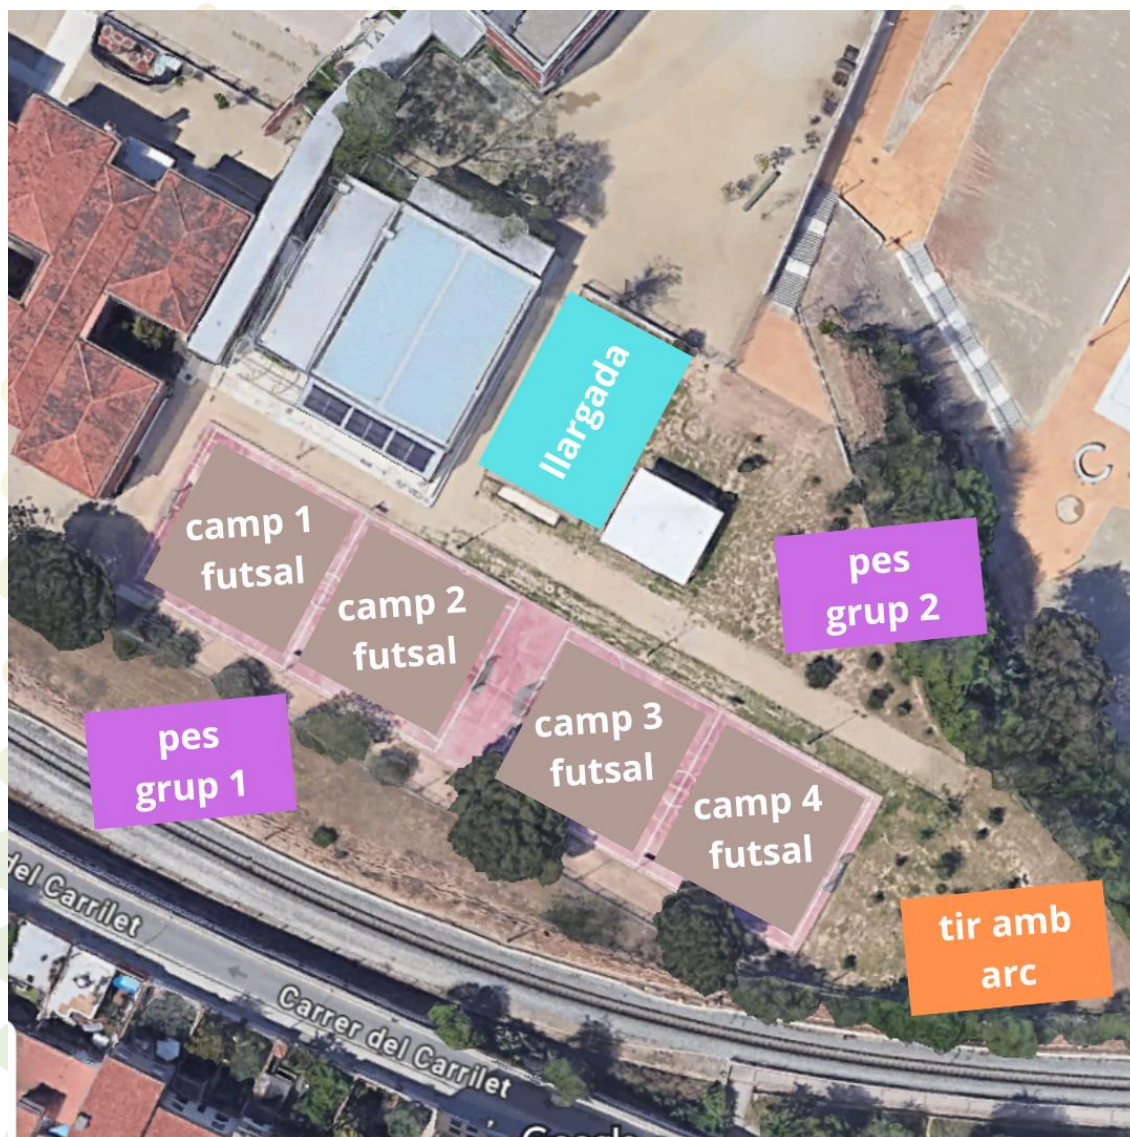 llargada
camp 1
futsal
camp 2
futsal
pes
grup 2
camp 3
futsal
pes
grup 1
camp 4
futsal
tir amb
arc
del Carrilet
Carrer del Carrilet
Google